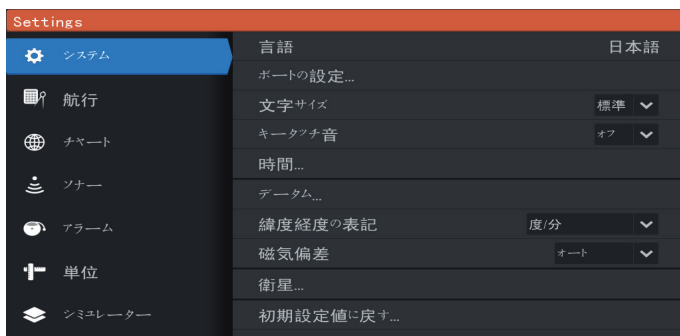 Settings
システム
航行
チャート
ソナー
アラーム
単位
シミュレーター
言語 日本語
ボートの設定...
文字サイズ 標準
キータッチ音 オフ
時間...
データム...
緯度経度の表記 度/分
磁気偏差 オート
衛星...
初期設定値に戻す...